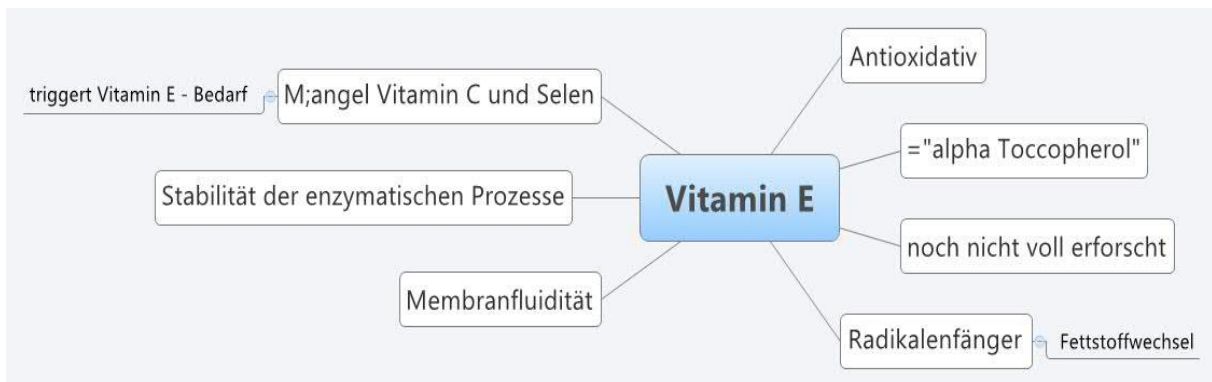 Antioxidativ
triggert Vitamin E - Bedarf
M;angel Vitamin C und Selen
="alpha Toccopherol"
Stabilität der enzymatischen Prozesse
Vitamin E
noch nicht voll erforscht
Membranfluidität
Radikalenfänger
Fettstoffwechsel